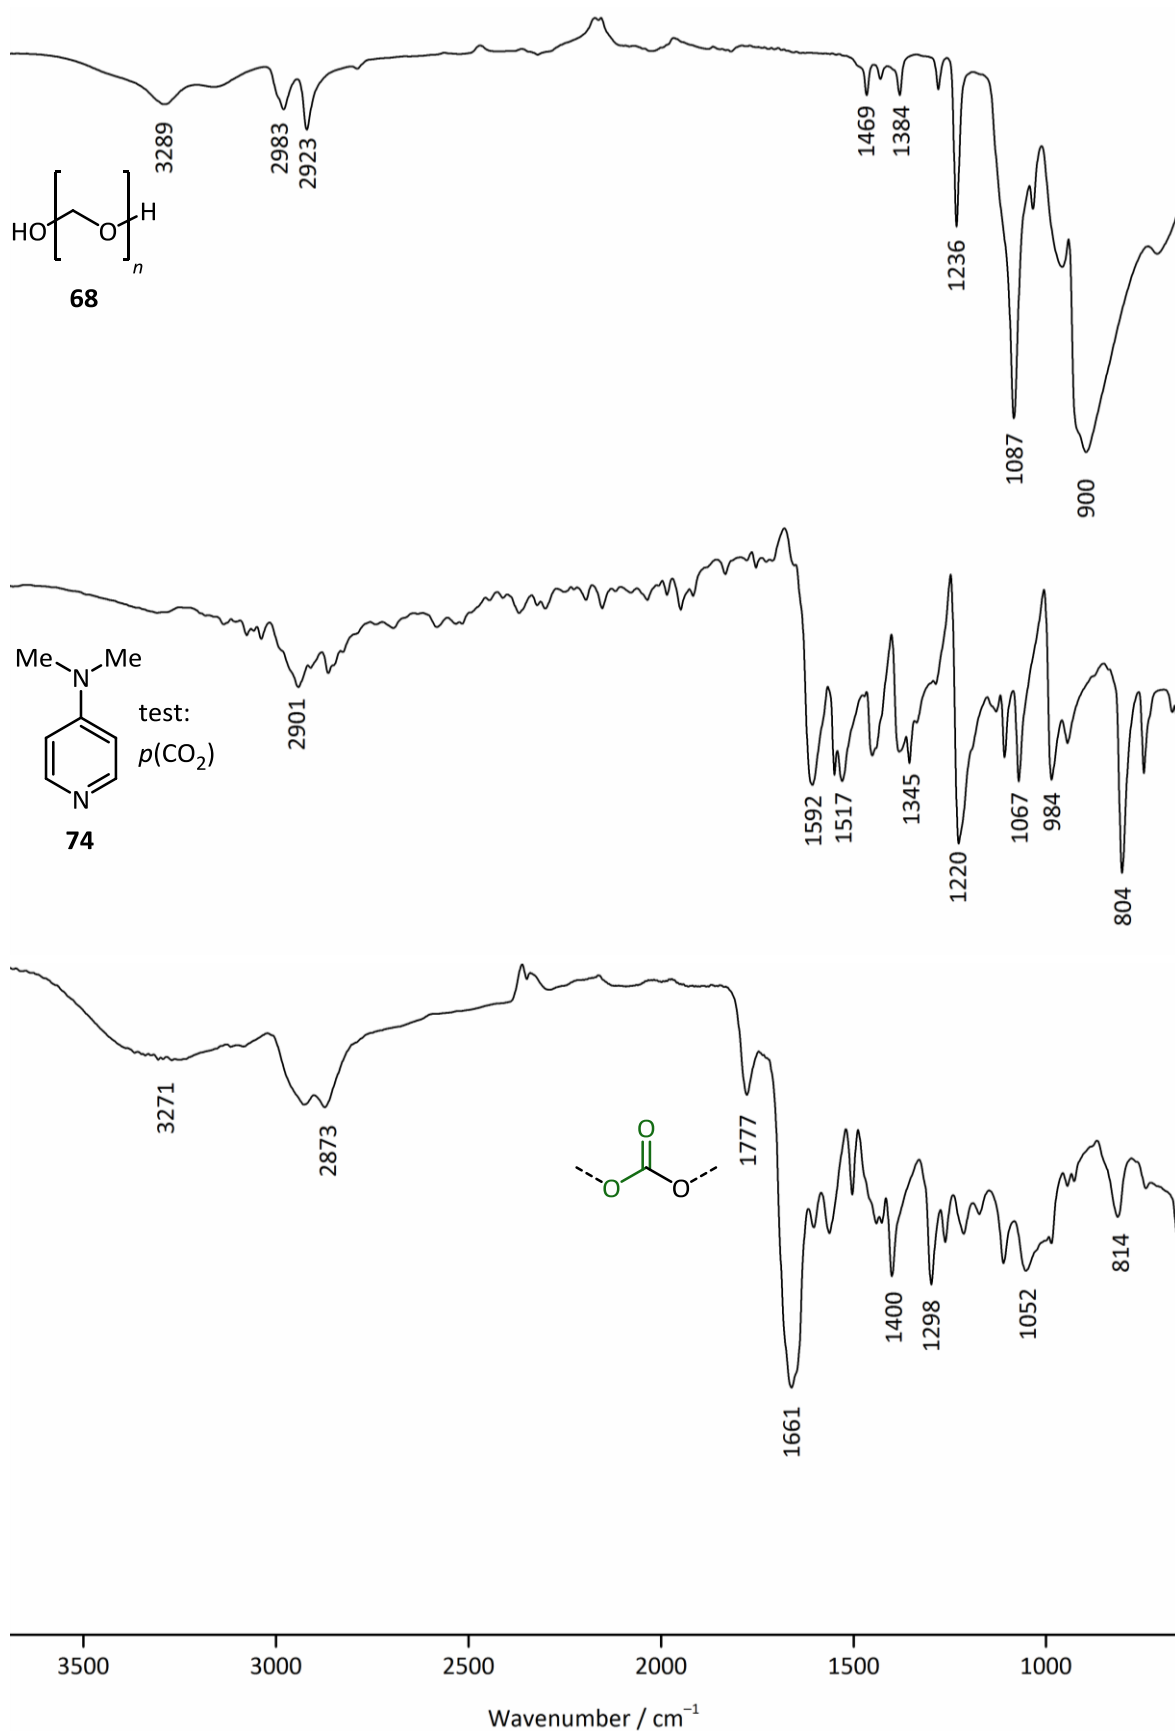 3289
2983
2923
1469
1384
1236
1087
900
HO
O
H
n
68
2901
1592
1517
1345
1220
1067
984
804
Me
N
Me
test:
p(CO₂)
N
74
3271
2873
1777
1661
1400
1298
1052
814
O
O
O
3500 3000 2500 2000 1500 1000
Wavenumber / cm⁻¹